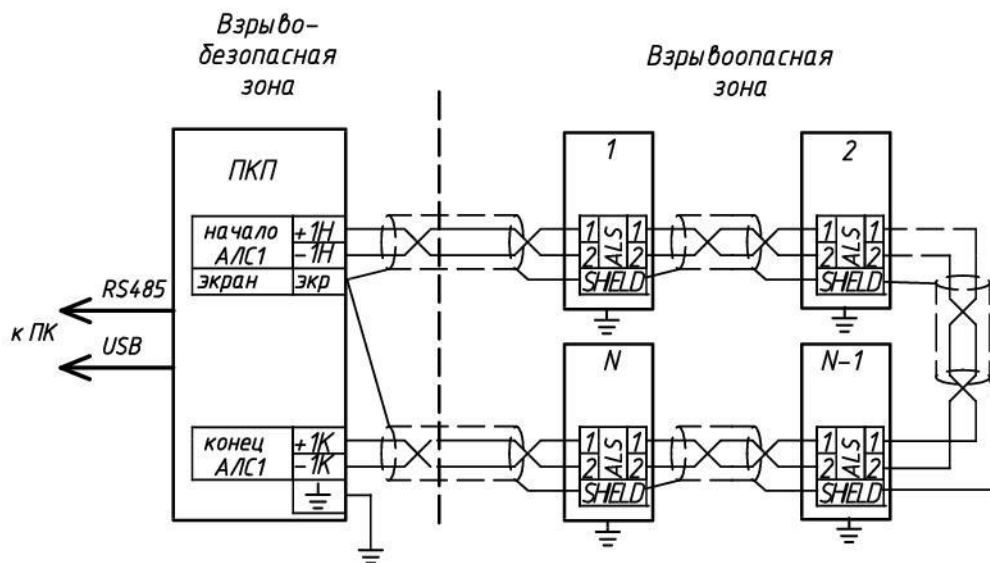 Взрыво-
безопасная
зона
Взрывоопасная
зона
ПКП
начало
АЛС1
+1Н
-1Н
экран
экр
RS485
к ПК
USB
конец
АЛС1
+1К
-1К
1
1
2
ALS
1
2
SHELD
2
1
2
ALS
1
2
SHELD
N
1
2
ALS
1
2
SHELD
N-1
1
2
ALS
1
2
SHELD